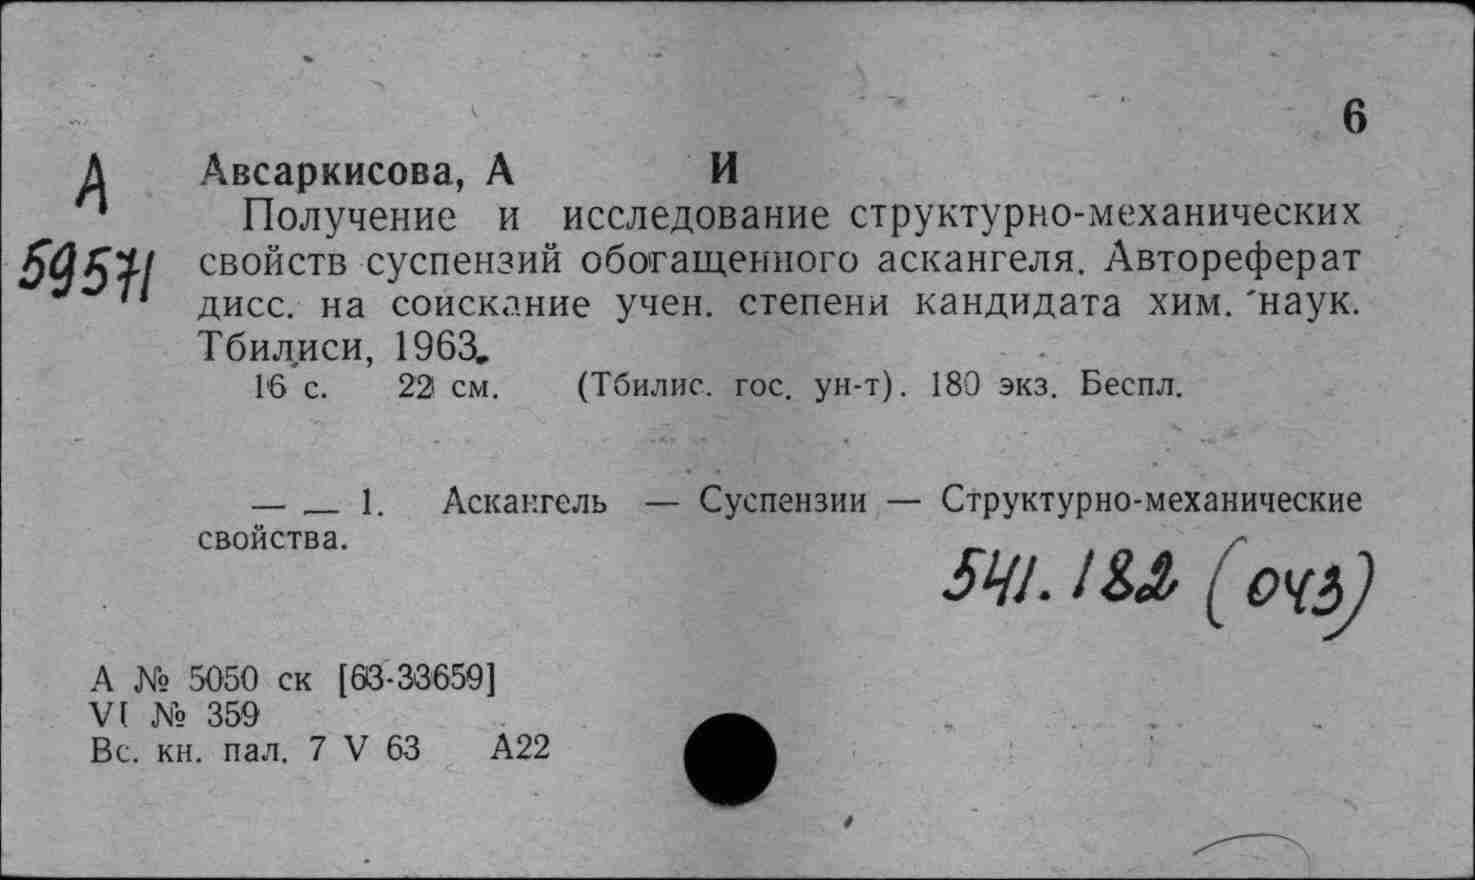 6
А
59571
Авсаркисова, А И
Получение и исследование структурно-механических
свойств суспензий обогащенного аскангеля. Автореферат
дисс. на соискание учен. степени кандидата хим. наук.
Тбилиси, 1963.
16 с. 22 см. (Тбилис. гос. ун-т). 180 экз. Беспл.
— — 1. Аскангель — Суспензии — Структурно-механические
свойства.
541.182 (043)
А № 5050 ск [63-33659]
VI № 359
Вс. кн. пал. 7 V 63 А22